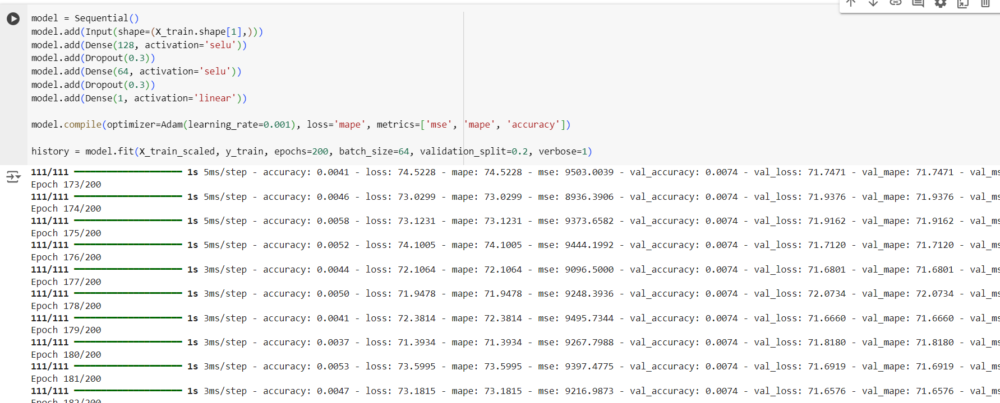 model = Sequential()
model.add(Input(shape=(X_train.shape[1],)))
model.add(Dense(128, activation='selu'))
model.add(Dropout(0.3))
model.add(Dense(64, activation='selu'))
model.add(Dropout(0.3))
model.add(Dense(1, activation='linear'))
model.compile(optimizer=Adam(learning_rate=0.001), loss='mape', metrics=['mse', 'mape', 'accuracy'])
history = model.fit(X_train_scaled, y_train, epochs=200, batch_size=64, validation_split=0.2, verbose=1)
111/111 ━━━━━━━━━━━━━━━━━━━━ 1s 5ms/step - accuracy: 0.0041 - loss: 74.5228 - mape: 74.5228 - mse: 9503.0039 - val_accuracy: 0.0074 - val_loss: 71.7471 - val_mape: 71.7471 - val_ms
Epoch 173/200
111/111 ━━━━━━━━━━━━━━━━━━━━ 1s 5ms/step - accuracy: 0.0046 - loss: 73.0299 - mape: 73.0299 - mse: 8936.3906 - val_accuracy: 0.0074 - val_loss: 71.9376 - val_mape: 71.9376 - val_ms
Epoch 174/200
111/111 ━━━━━━━━━━━━━━━━━━━━ 1s 5ms/step - accuracy: 0.0058 - loss: 73.1231 - mape: 73.1231 - mse: 9373.6582 - val_accuracy: 0.0074 - val_loss: 71.9162 - val_mape: 71.9162 - val_ms
Epoch 175/200
111/111 ━━━━━━━━━━━━━━━━━━━━ 1s 5ms/step - accuracy: 0.0052 - loss: 74.1005 - mape: 74.1005 - mse: 9444.1992 - val_accuracy: 0.0074 - val_loss: 71.7120 - val_mape: 71.7120 - val_ms
Epoch 176/200
111/111 ━━━━━━━━━━━━━━━━━━━━ 1s 3ms/step - accuracy: 0.0044 - loss: 72.1064 - mape: 72.1064 - mse: 9096.5000 - val_accuracy: 0.0074 - val_loss: 71.6801 - val_mape: 71.6801 - val_ms
Epoch 177/200
111/111 ━━━━━━━━━━━━━━━━━━━━ 1s 3ms/step - accuracy: 0.0050 - loss: 71.9478 - mape: 71.9478 - mse: 9248.3936 - val_accuracy: 0.0074 - val_loss: 72.0734 - val_mape: 72.0734 - val_ms
Epoch 178/200
111/111 ━━━━━━━━━━━━━━━━━━━━ 1s 3ms/step - accuracy: 0.0041 - loss: 72.3814 - mape: 72.3814 - mse: 9495.7344 - val_accuracy: 0.0074 - val_loss: 71.6660 - val_mape: 71.6660 - val_ms
Epoch 179/200
111/111 ━━━━━━━━━━━━━━━━━━━━ 1s 3ms/step - accuracy: 0.0037 - loss: 71.3934 - mape: 71.3934 - mse: 9267.7988 - val_accuracy: 0.0074 - val_loss: 71.8180 - val_mape: 71.8180 - val_ms
Epoch 180/200
111/111 ━━━━━━━━━━━━━━━━━━━━ 1s 3ms/step - accuracy: 0.0053 - loss: 73.5995 - mape: 73.5995 - mse: 9397.4775 - val_accuracy: 0.0074 - val_loss: 71.6919 - val_mape: 71.6919 - val_ms
Epoch 181/200
111/111 ━━━━━━━━━━━━━━━━━━━━ 1s 3ms/step - accuracy: 0.0047 - loss: 73.1815 - mape: 73.1815 - mse: 9216.9873 - val_accuracy: 0.0074 - val_loss: 71.6576 - val_mape: 71.6576 - val_ms
Epoch 182/200